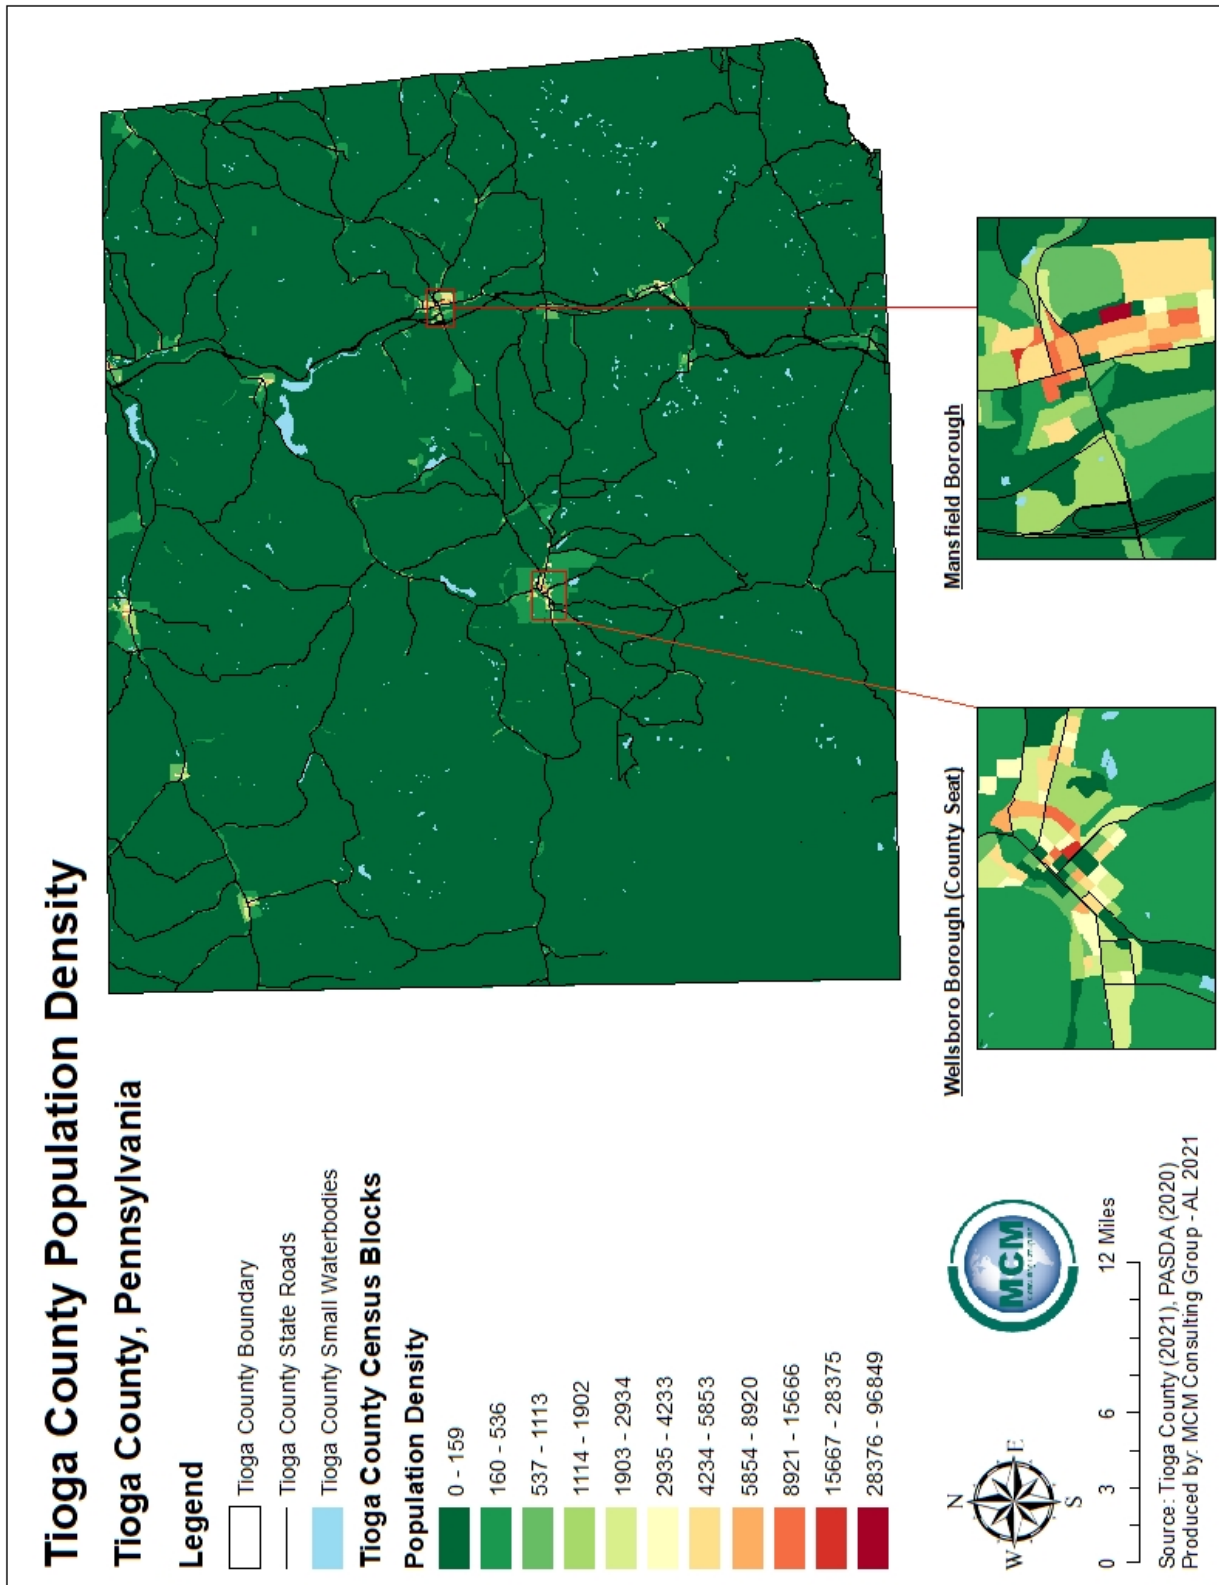 Tioga County Population Density
Tioga County, Pennsylvania
Legend
Tioga County Boundary
Tioga County State Roads
Tioga County Small Waterbodies
Tioga County Census Blocks
Population Density
0 - 159
160 - 536
537 - 1113
1114 - 1902
1903 - 2934
2935 - 4233
4234 - 5853
5854 - 8920
8921 - 15666
15667 - 28375
28376 - 96849
N
W
E
S
MCM
0 3 6 12 Miles
Source: Tioga County (2021), PASDA (2020)
Produced by: MCM Consulting Group - AL 2021
Wellsboro Borough (County Seat)
Mansfield Borough